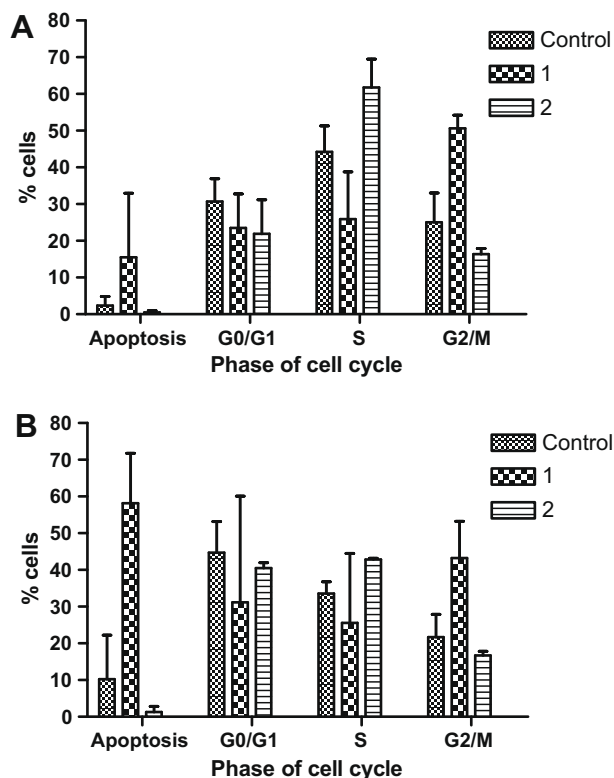 A
80
70
60
50
40
30
20
10
0
% cells
Control
1
2
Apoptosis G0/G1 S G2/M
Phase of cell cycle
B
80
70
60
50
40
30
20
10
0
% cells
Control
1
2
Apoptosis G0/G1 S G2/M
Phase of cell cycle